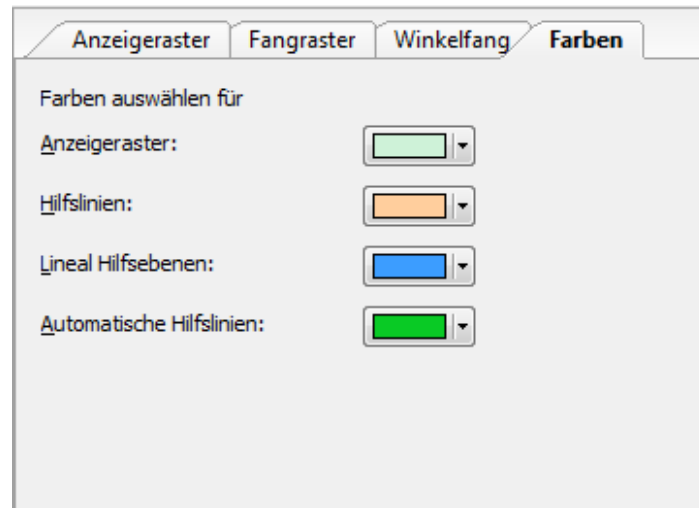 Anzeigeraster Fangraster Winkelfang Farben
Farben auswählen für
Anzeigeraster:
Hilfslinien:
Lineal Hilfsebenen:
Automatische Hilfslinien: